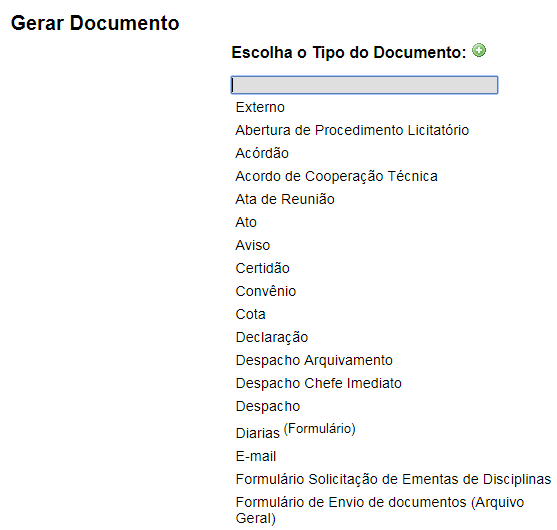 Gerar Documento
Escolha o Tipo do Documento:
Externo
Abertura de Procedimento Licitatório
Acórdão
Acordo de Cooperação Técnica
Ata de Reunião
Ato
Aviso
Certidão
Convênio
Cota
Declaração
Despacho Arquivamento
Despacho Chefe Imediato
Despacho
Diarias (Formulário)
E-mail
Formulário Solicitação de Ementas de Disciplinas
Formulário de Envio de documentos (Arquivo
Geral)